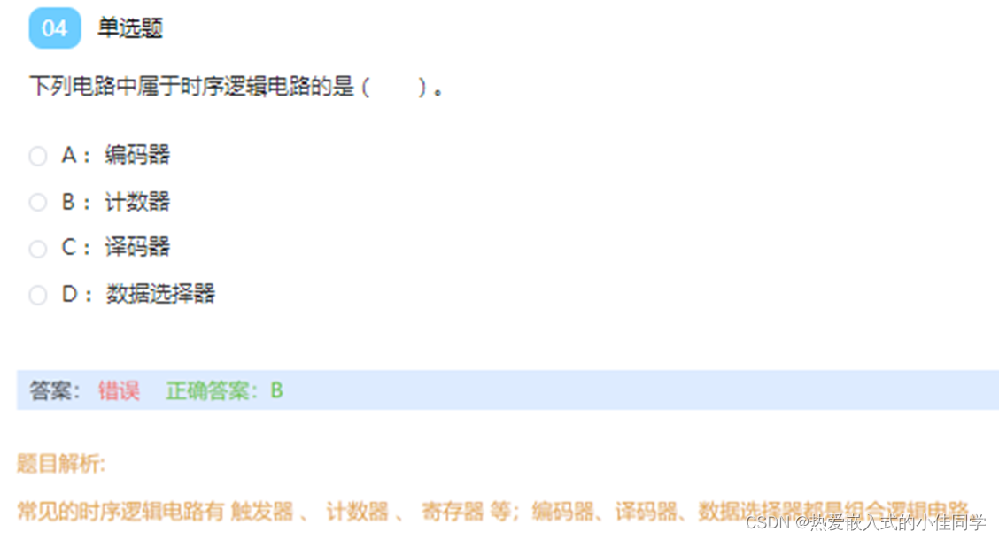 04 单选题
下列电路中属于时序逻辑电路的是（ ）。
A： 编码器
B： 计数器
C： 译码器
D： 数据选择器
答案： 错误 正确答案：B
题目解析:
常见的时序逻辑电路有 触发器 、 计数器 、 寄存器 等；编码器、译码器、数据选择器都是组合逻辑电路。
CSDN @热爱嵌入式的小佳同学